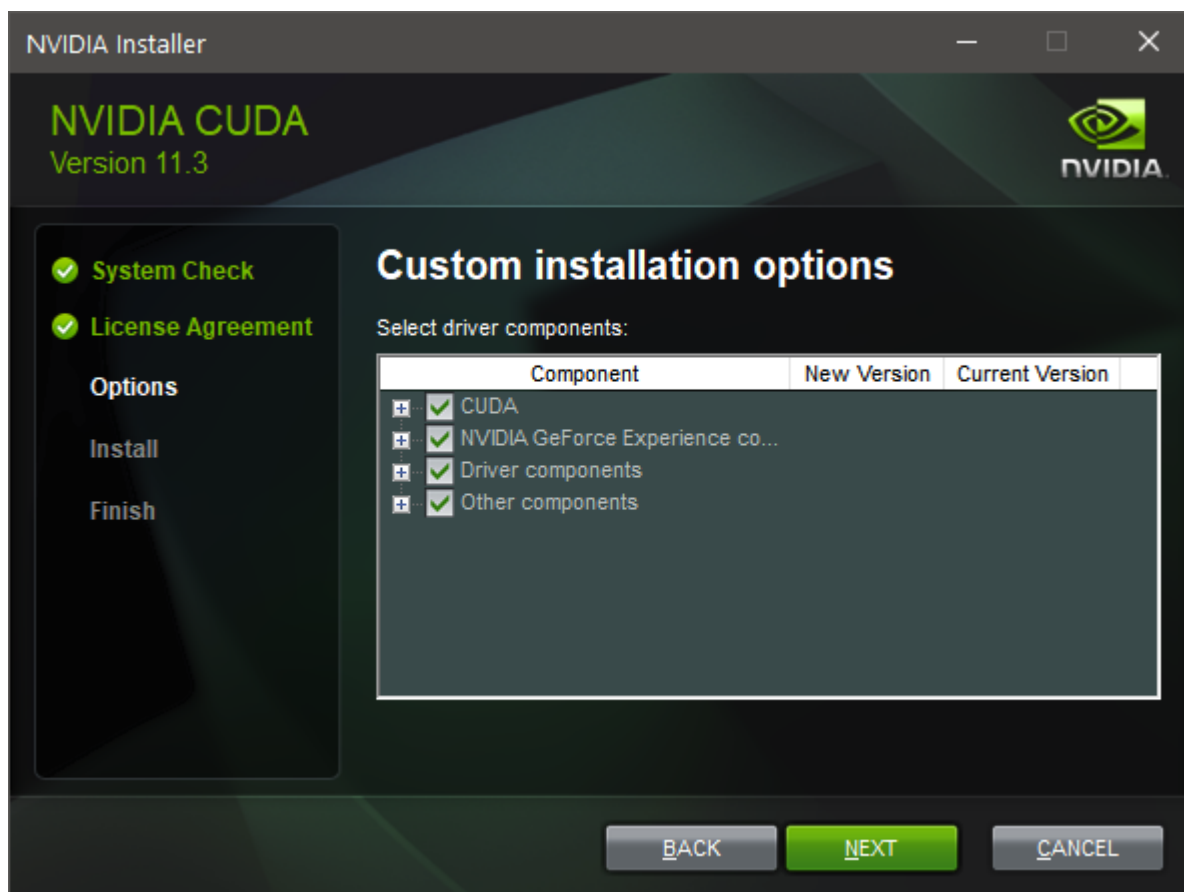 NVIDIA Installer
NVIDIA CUDA
Version 11.3
NVIDIA.
System Check
License Agreement
Options
Install
Finish
Custom installation options
Select driver components:
Component New Version Current Version
CUDA
NVIDIA GeForce Experience co...
Driver components
Other components
BACK NEXT CANCEL